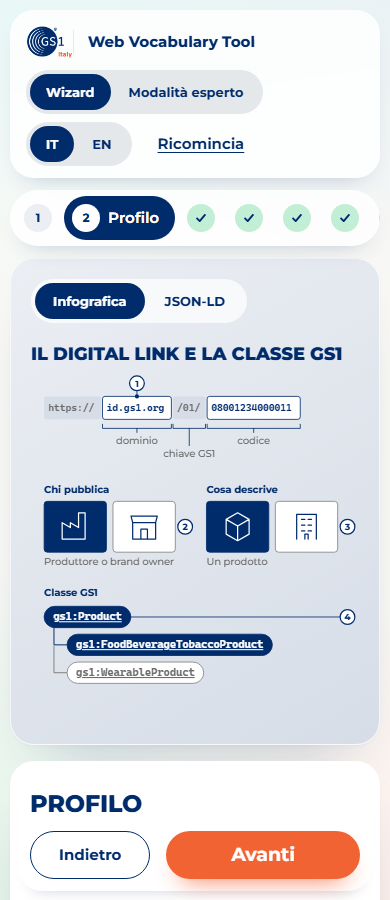 GS1
Italy
Web Vocabulary Tool
Wizard
Modalità esperto
IT
EN
Ricomincia
1
2 Profilo
Infografica
JSON-LD
IL DIGITAL LINK E LA CLASSE GS1
1
https:// id.gs1.org /01/ 08001234000011
dominio
codice
chiave GS1
Chi pubblica
Cosa descrive
2
3
Produttore o brand owner
Un prodotto
Classe GS1
gs1:Product
4
gs1:FoodBeverageTobaccoProduct
gs1:WearableProduct
PROFILO
Indietro
Avanti